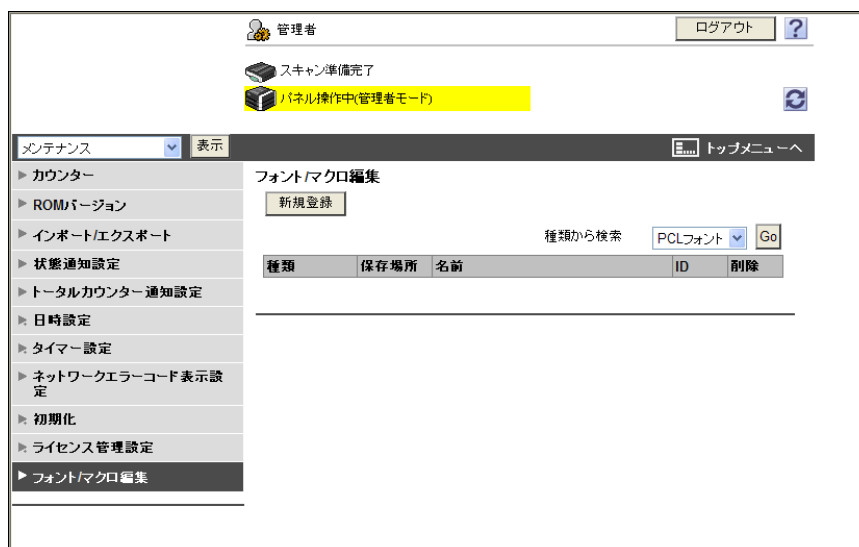 管理者
ログアウト
?
スキャン準備完了
パネル操作中(管理者モード)
メンテナンス
表示
トップメニューへ
カウンター
ROMバージョン
インポート/エクスポート
状態通知設定
トータルカウンター通知設定
日時設定
タイマー設定
ネットワークエラーコード表示設
定
初期化
ライセンス管理設定
フォント/マクロ編集
フォント/マクロ編集
新規登録
種類から検索 PCLフォント Go
種類 保存場所 名前 ID 削除